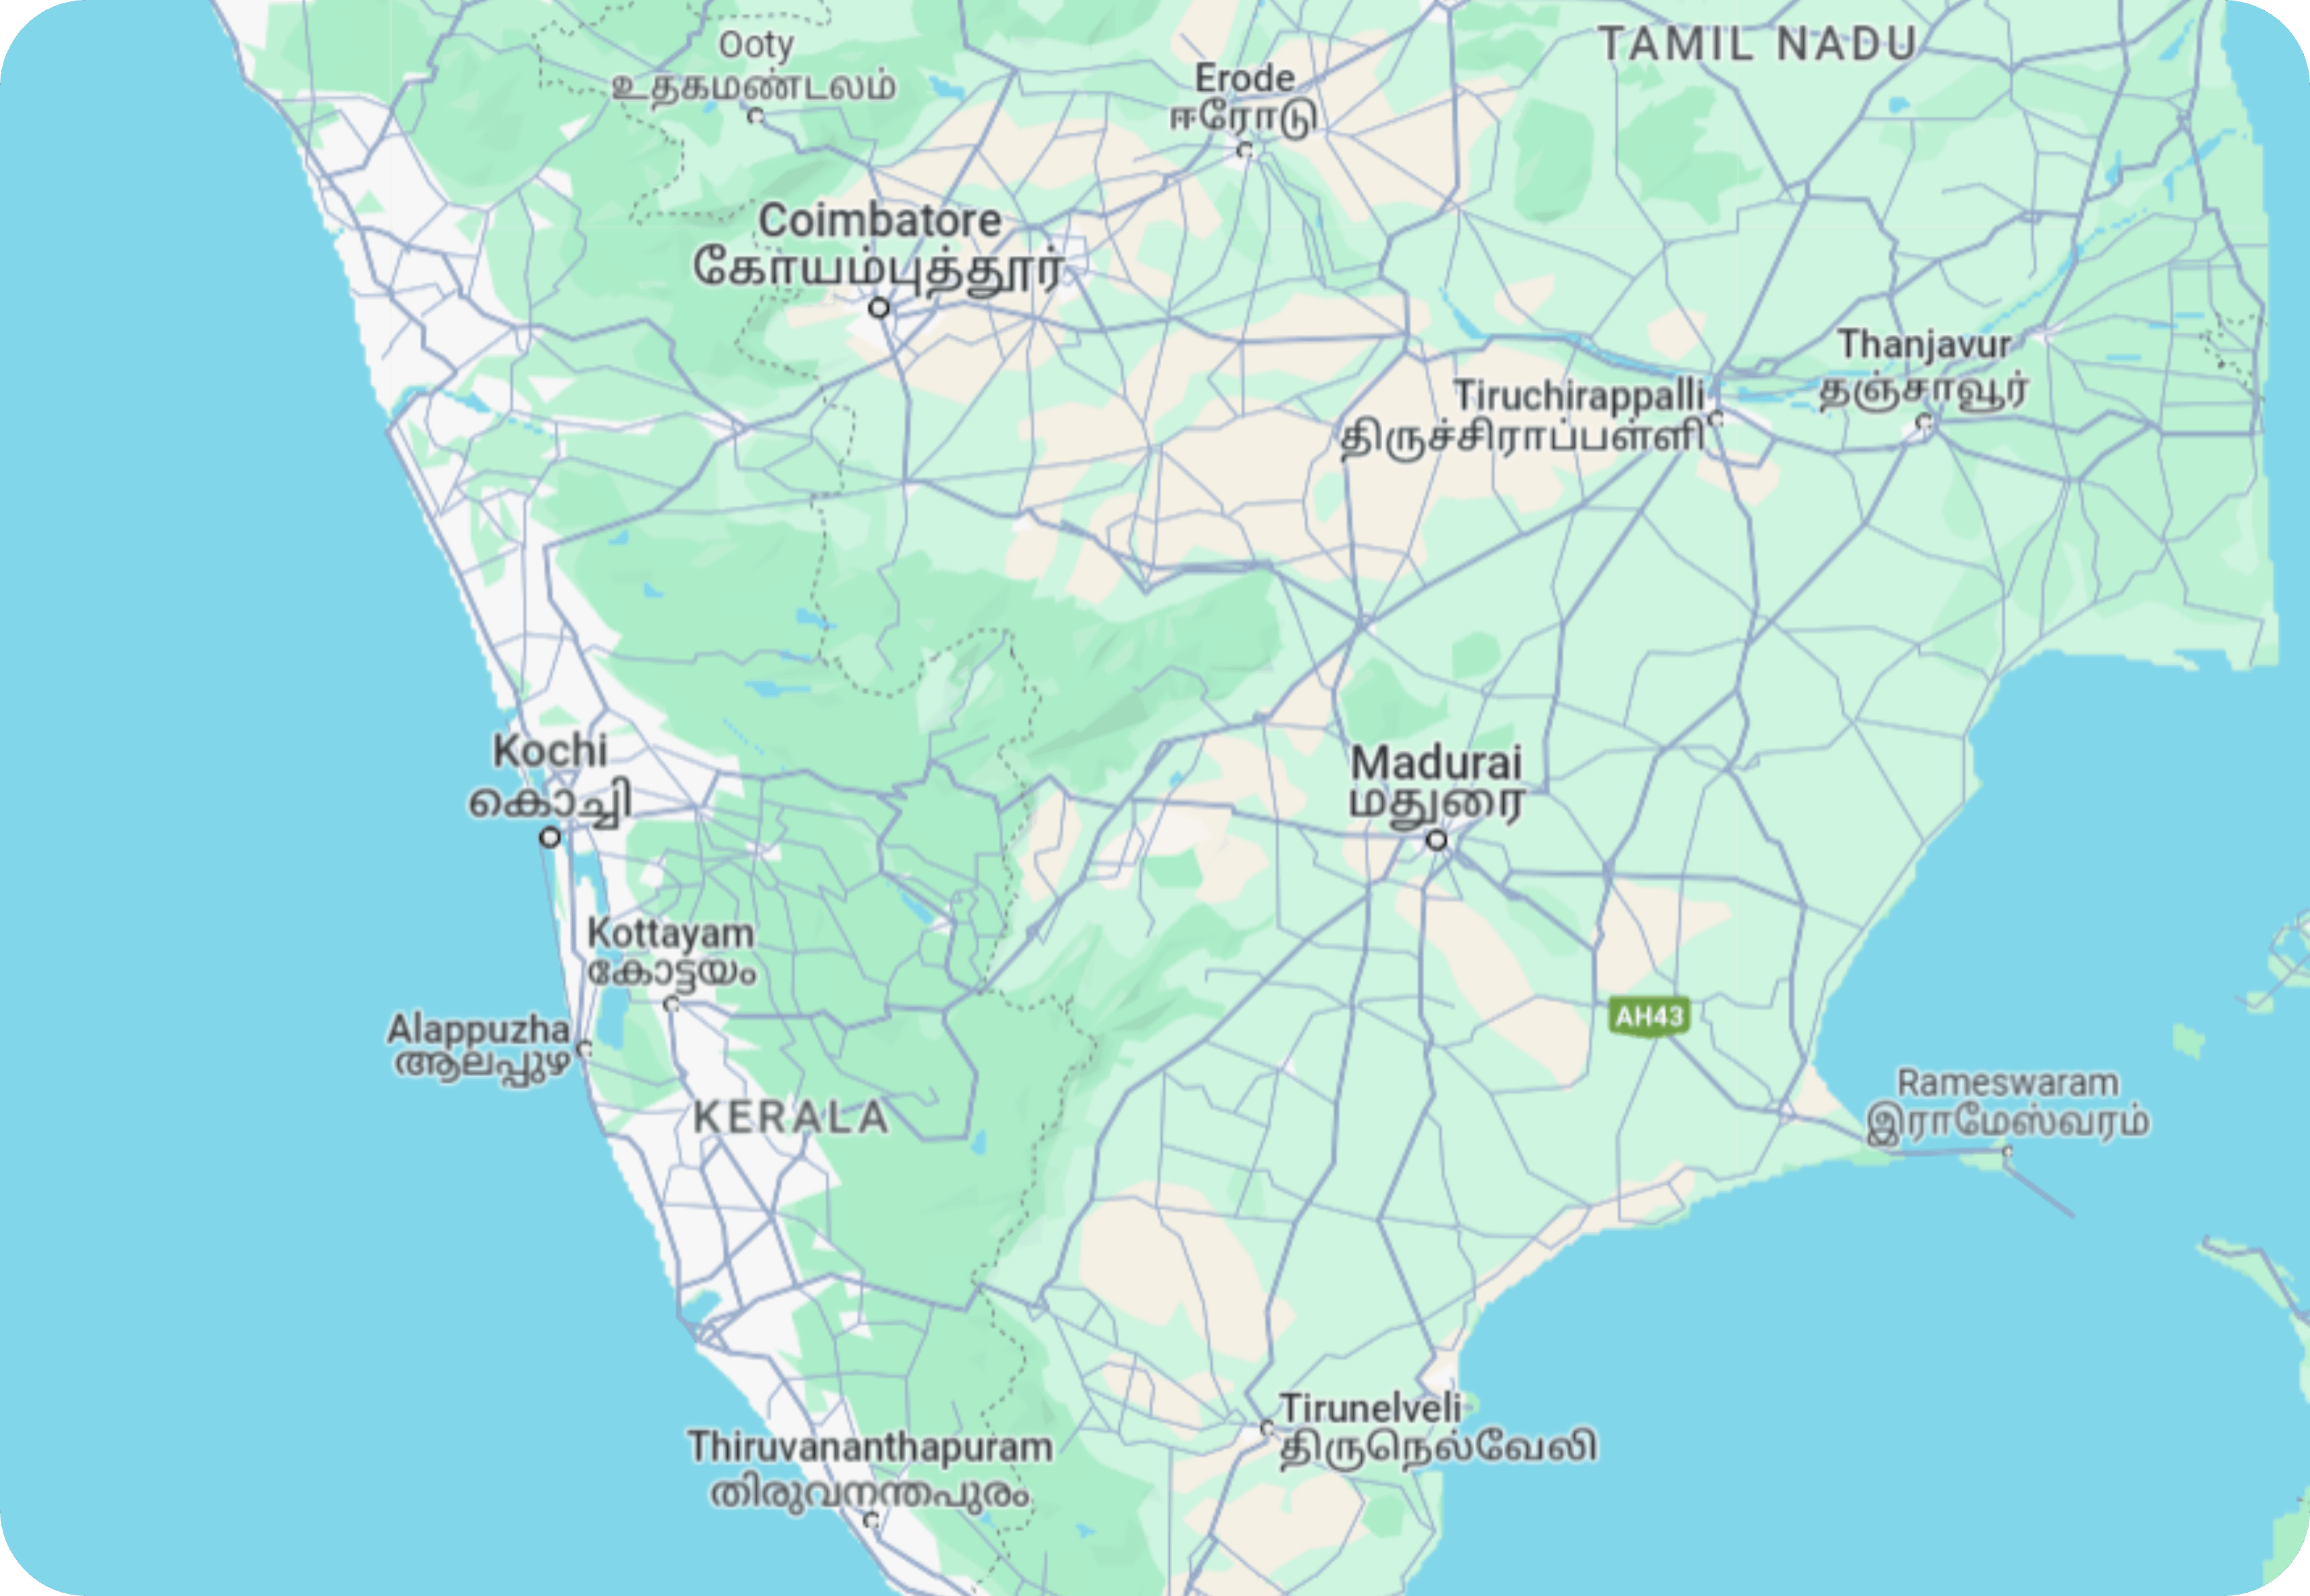 Ooty
உதகமண்டலம்
TAMIL NADU
Erode
ஈரோடு
Coimbatore
கோயம்புத்தூர்
Thanjavur
தஞ்சாவூர்
Tiruchirappalli
திருச்சிராப்பள்ளி
Kochi
കൊച്ചി
Madurai
மதுரை
Kottayam
കോട്ടയം
AH43
Alappuzha
ആലപ്പുഴ
Rameswaram
இராமேஸ்வரம்
KERALA
Tirunelveli
திருநெல்வேலி
Thiruvananthapuram
തിരുവനന്തപുരം